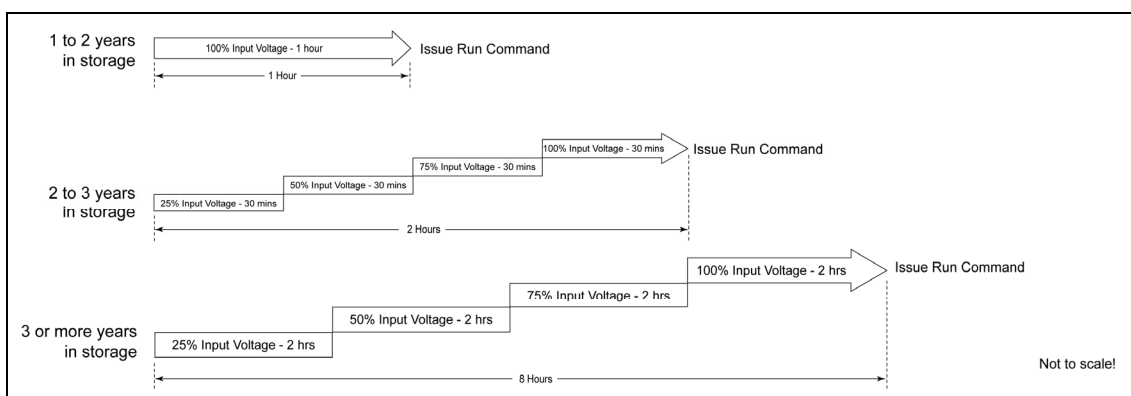 1 to 2 years
in storage
100% Input Voltage - 1 hour
Issue Run Command
1 Hour
100% Input Voltage - 30 mins
Issue Run Command
75% Input Voltage - 30 mins
50% Input Voltage - 30 mins
2 to 3 years
in storage
25% Input Voltage - 30 mins
2 Hours
100% Input Voltage - 2 hrs
Issue Run Command
75% Input Voltage - 2 hrs
50% Input Voltage - 2 hrs
3 or more years
in storage
25% Input Voltage - 2 hrs
Not to scale!
8 Hours